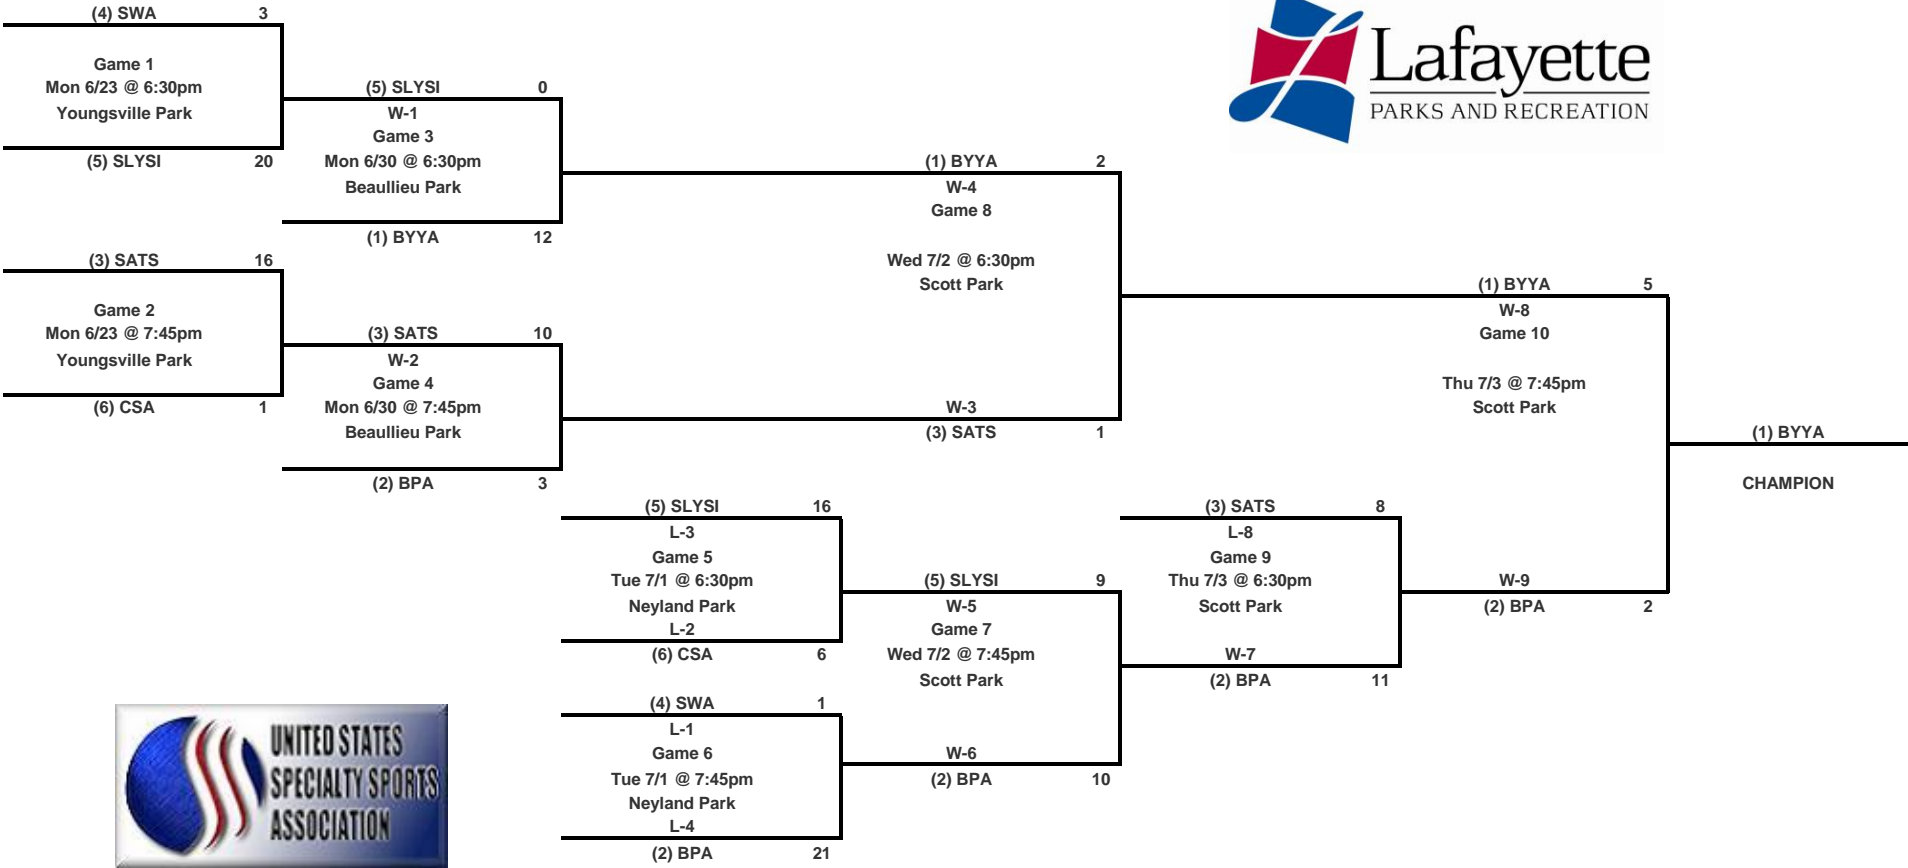 (4) SWA 3
Game 1
Mon 6/23 @ 6:30pm
Youngsville Park
(5) SLYSI 20
(3) SATS 16
Game 2
Mon 6/23 @ 7:45pm
Youngsville Park
(6) CSA 1
(5) SLYSI 0
W-1
Game 3
Mon 6/30 @ 6:30pm
Beaullieu Park
(1) BYYA 12
(3) SATS 10
W-2
Game 4
Mon 6/30 @ 7:45pm
Beaullieu Park
(2) BPA 3
(5) SLYSI 16
L-3
Game 5
Tue 7/1 @ 6:30pm
Neyland Park
L-2
(6) CSA 6
(4) SWA 1
L-1
Game 6
Tue 7/1 @ 7:45pm
Neyland Park
L-4
(2) BPA 21
(1) BYYA 2
W-4
Game 8
Wed 7/2 @ 6:30pm
Scott Park
W-3
(3) SATS 1
(5) SLYSI 9
W-5
Game 7
Wed 7/2 @ 7:45pm
Scott Park
W-6
(2) BPA 10
(3) SATS 8
L-8
Game 9
Thu 7/3 @ 6:30pm
Scott Park
W-7
(2) BPA 11
(1) BYYA 5
W-8
Game 10
Thu 7/3 @ 7:45pm
Scott Park
W-9
(2) BPA 2
(1) BYYA
CHAMPION
Lafayette
PARKS AND RECREATION
UNITED STATES
SPECIALTY SPORTS
ASSOCIATION